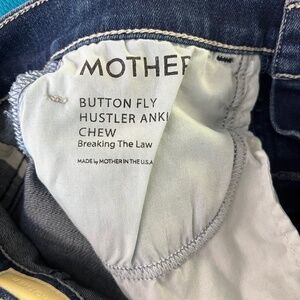 MOTHER
BUTTON FLY
HUSTLER ANKL
CHEW
Breaking The Law
MADE by MOTHER IN THE U.S.A